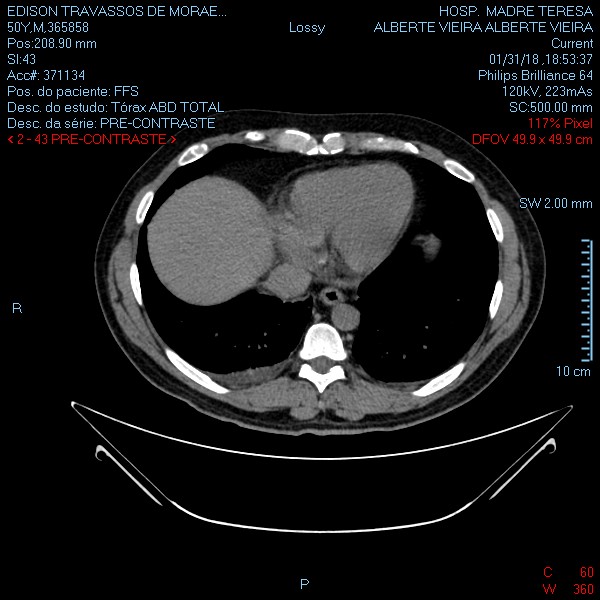 EDISON TRAVASSOS DE MORAE...
50Y,M,365858
Pos:208.90 mm
SI:43
Acc#: 371134
Pos. do paciente: FFS
Desc. do estudo: Tórax ABD TOTAL
Desc. da série: PRE-CONTRASTE
< 2 - 43 PRE-CONTRASTE >
Lossy
HOSP. MADRE TERESA
ALBERTE VIEIRA ALBERTE VIEIRA
Current
01/31/18 ,18:53:37
Philips Brilliance 64
120kV, 223mAs
SC:500.00 mm
117% Pixel
DFOV 49.9 x 49.9 cm
SW 2.00 mm
R
10 cm
P
C 60
W 360